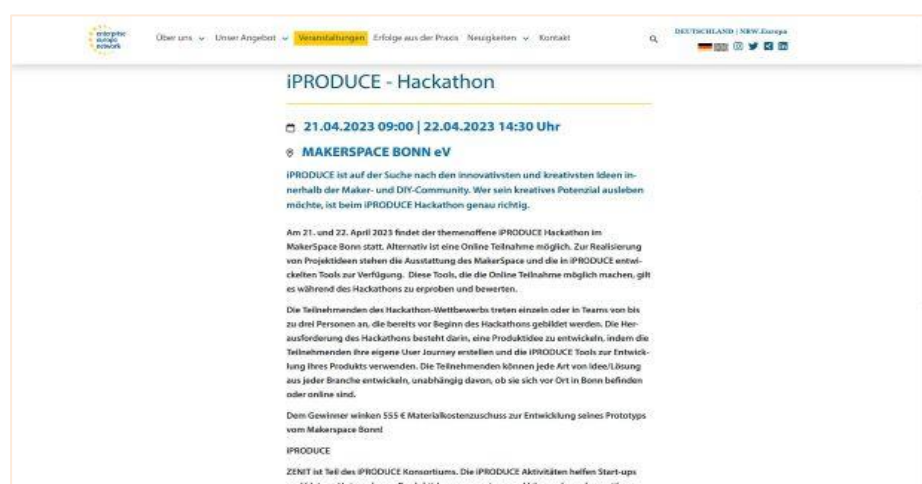 enterprise
europe
network
Über uns Unser Angebot Veranstaltungen Erfolge aus der Praxis Neuigkeiten Kontakt
DEUTSCHLAND | NRW.Europa
iPRODUCE - Hackathon
21.04.2023 09:00 | 22.04.2023 14:30 Uhr
MAKERSPACE BONN eV
iPRODUCE ist auf der Suche nach den innovativsten und kreativsten Ideen in-
nerhalb der Maker- und DIY-Community. Wer sein kreatives Potenzial ausleben
möchte, ist beim iPRODUCE Hackathon genau richtig.
Am 21. und 22. April 2023 findet der themenoffene iPRODUCE Hackathon im
MakerSpace Bonn statt. Alternativ ist eine Online Teilnahme möglich. Zur Realisierung
von Projektideen stehen die Ausstattung des MakerSpace und die in iPRODUCE entwi-
ckelten Tools zur Verfügung. Diese Tools, die die Online Teilnahme möglich machen, gilt
es während des Hackathons zu erproben und bewerten.
Die Teilnehmenden des Hackathon-Wettbewerbs treten einzeln oder in Teams von bis
zu drei Personen an, die bereits vor Beginn des Hackathons gebildet werden. Die Her-
ausforderung des Hackathons besteht darin, eine Produktidee zu entwickeln, indem die
Teilnehmenden ihre eigene User Journey erstellen und die iPRODUCE Tools zur Entwick-
lung ihres Produkts verwenden. Die Teilnehmenden können jede Art von Idee/Lösung
aus jeder Branche entwickeln, unabhängig davon, ob sie sich vor Ort in Bonn befinden
oder online sind.
Dem Gewinner winken 555 € Materialkostenzuschuss zur Entwicklung seines Prototyps
vom Makerspace Bonn!
iPRODUCE
ZENIT ist Teil des iPRODUCE Konsortiums. Die iPRODUCE Aktivitäten helfen Start-ups